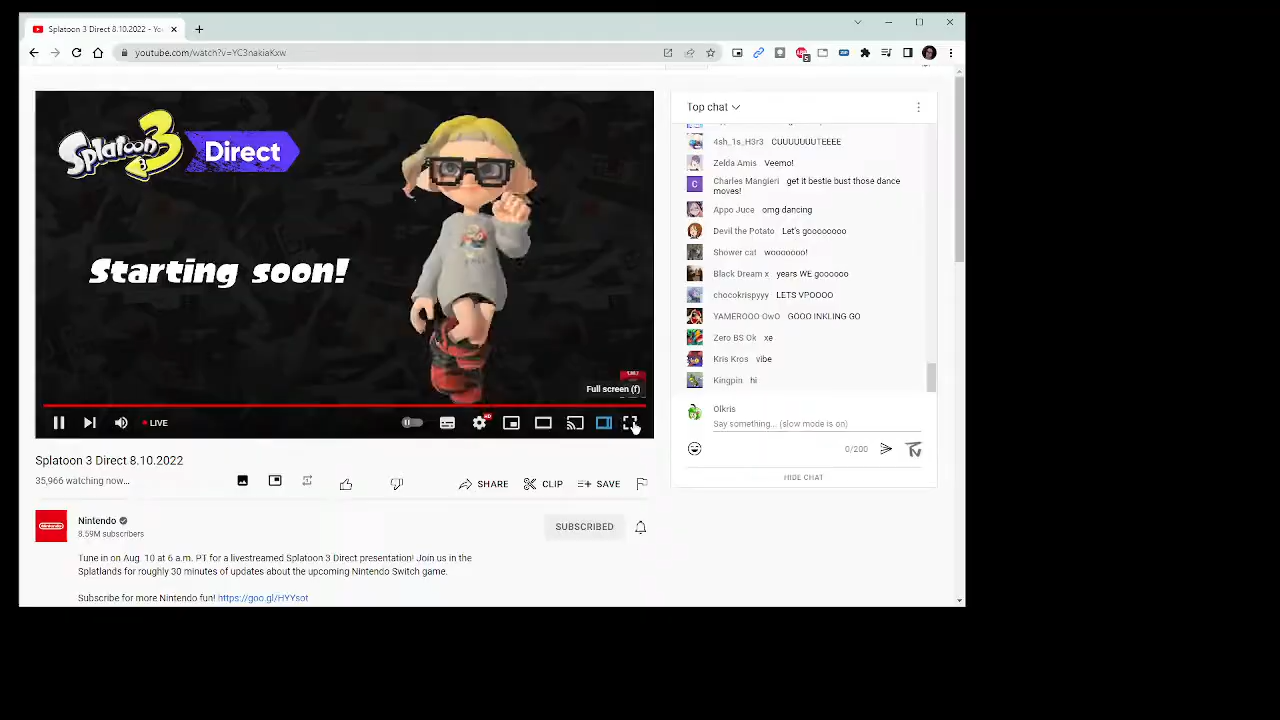 Splatoon 3 Direct 8.10.2022 - Yo
youtube.com/watch?v=YC3nakiaKxw
Splatoon 3
Direct
Starting soon!
Full screen (f)
LIVE
HD
Splatoon 3 Direct 8.10.2022
35,966 watching now...
SHARE
CLIP
SAVE
Nintendo
8.59M subscribers
SUBSCRIBED
Tune in on Aug. 10 at 6 a.m. PT for a livestreamed Splatoon 3 Direct presentation! Join us in the
Splatlands for roughly 30 minutes of updates about the upcoming Nintendo Switch game.
Subscribe for more Nintendo fun! https://goo.gl/HYYsot
Top chat
4sh_1s_H3r3 CUUUUUUTEEEE
Zelda Amis Veemo!
C
Charles Mangieri get it bestie bust those dance
moves!
Appo Juce omg dancing
Devil the Potato Let's goooooooo
Shower cat wooooooo!
Black Dream x years WE gooooo
chocokrispyyy LETS VPOOOO
YAMEROOO OwO GOOO INKLING GO
Zero BS Ok xe
Kris Kros vibe
Kingpin hi
Olkris
Say something... (slow mode is on)
0/200
HIDE CHAT